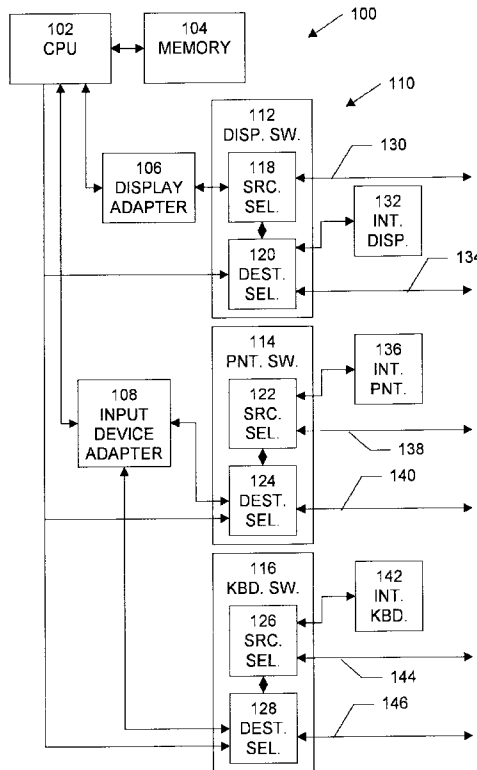 102
CPU
104
MEMORY
100
110
112
DISP. SW.
106
DISPLAY
ADAPTER
118
SRC.
SEL.
130
132
INT.
DISP.
120
DEST.
SEL.
134
114
PNT. SW.
136
INT.
PNT.
122
SRC.
SEL.
138
108
INPUT
DEVICE
ADAPTER
124
DEST.
SEL.
140
116
KBD. SW.
142
INT.
KBD.
126
SRC.
SEL.
144
128
DEST.
SEL.
146